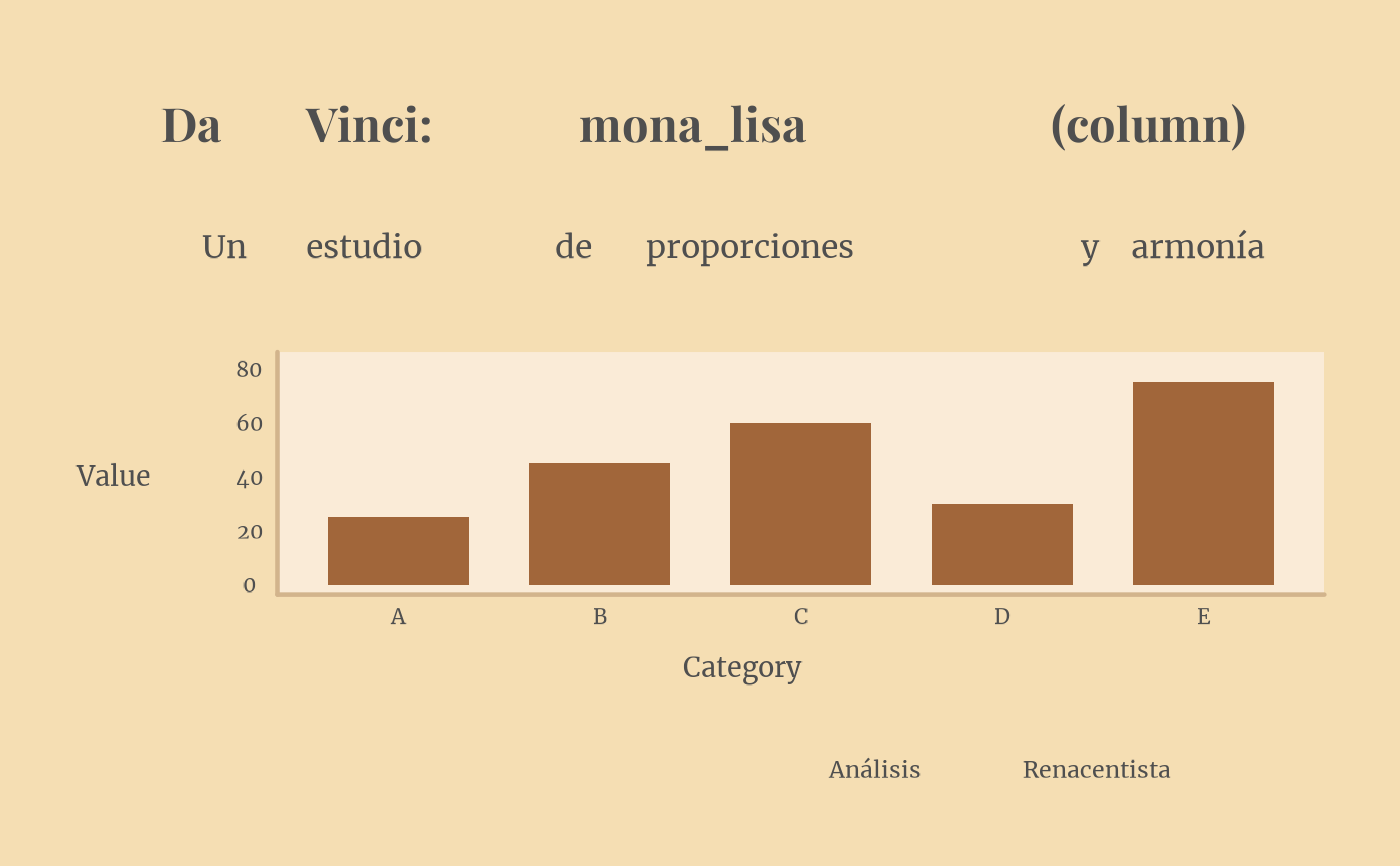 Da Vinci: mona_lisa (column)
Un estudio de proporciones y armonía
80
60
40
20
0
Value
A B C D E
Category
Análisis Renacentista